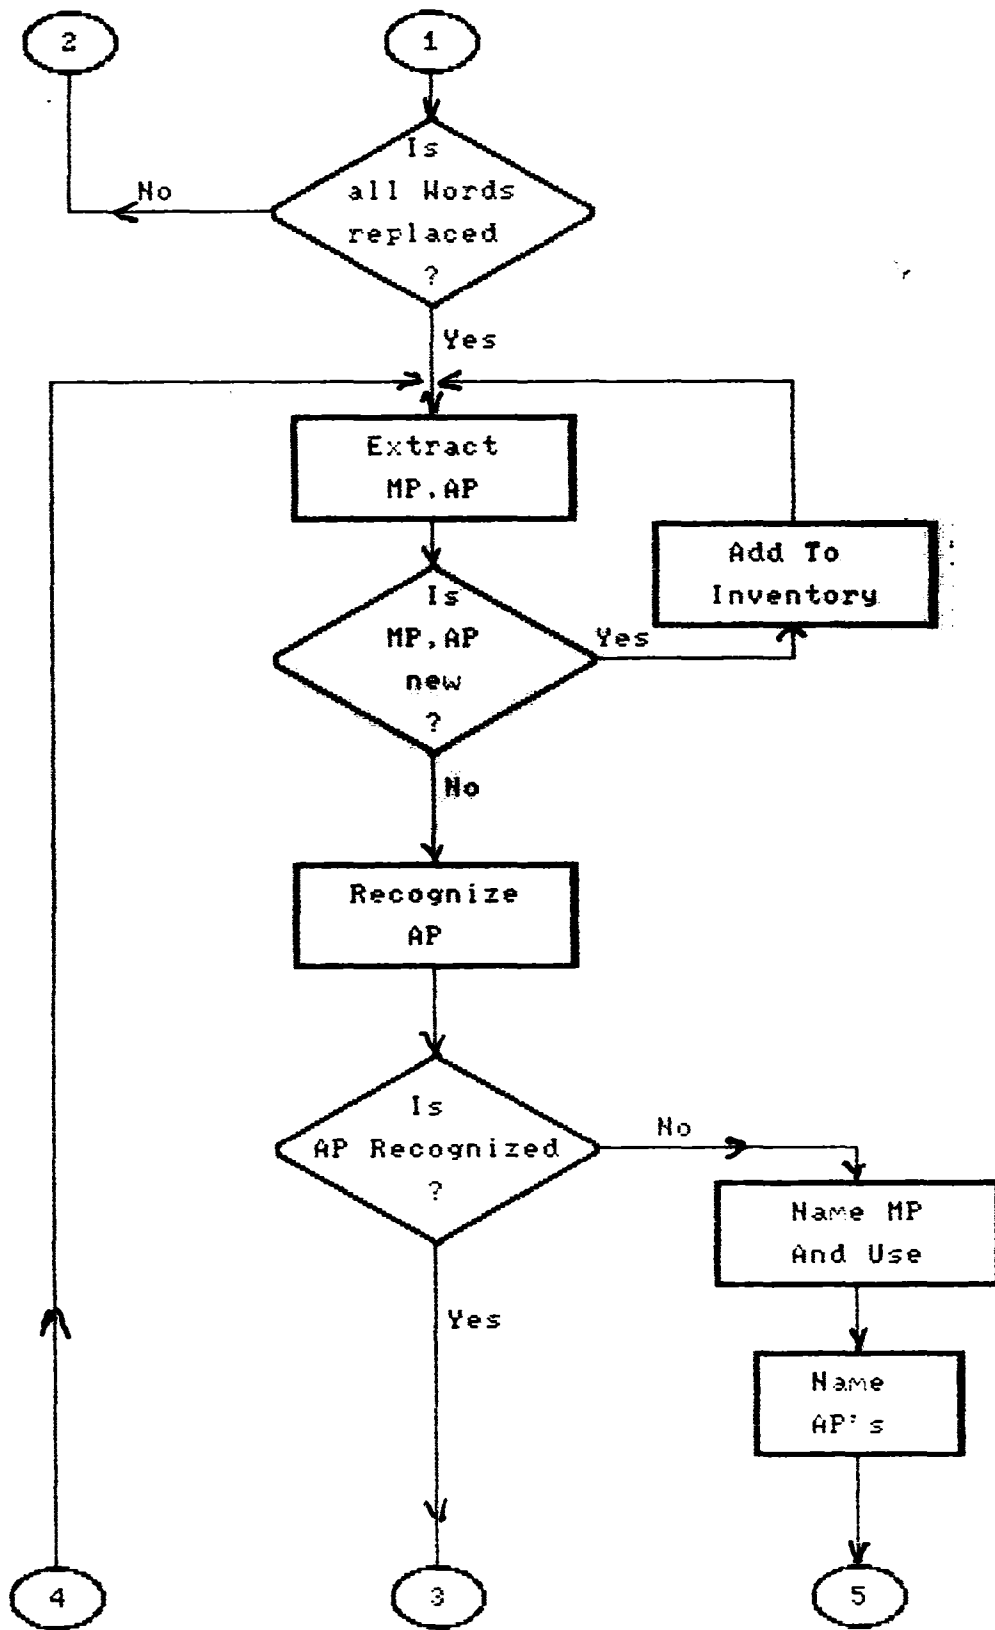 2
1
Is
all Words
replaced
?
No
Yes
Extract
MP,AP
Add To
Inventory
Is
MP,AP
new
?
Yes
No
Recognize
AP
Is
AP Recognized
?
No
Name MP
And Use
Yes
Name
AP's
4
3
5